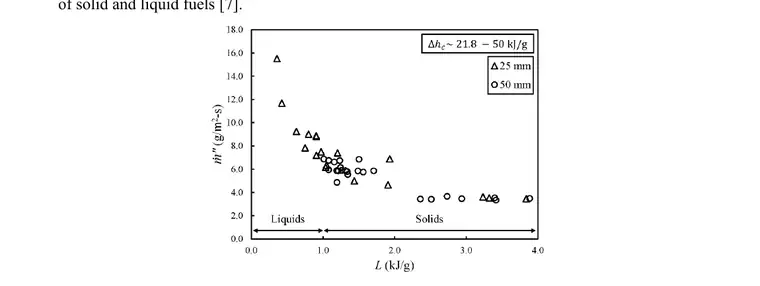 of solid and liquid fuels [7].
18.0
Δh_c ~ 21.8 − 50 kJ/g
16.0
△ 25 mm
○ 50 mm
14.0
12.0
10.0
ṁ″ (g/m²-s)
8.0
6.0
4.0
2.0
Liquids Solids
0.0
0.0 1.0 2.0 3.0 4.0
L (kJ/g)